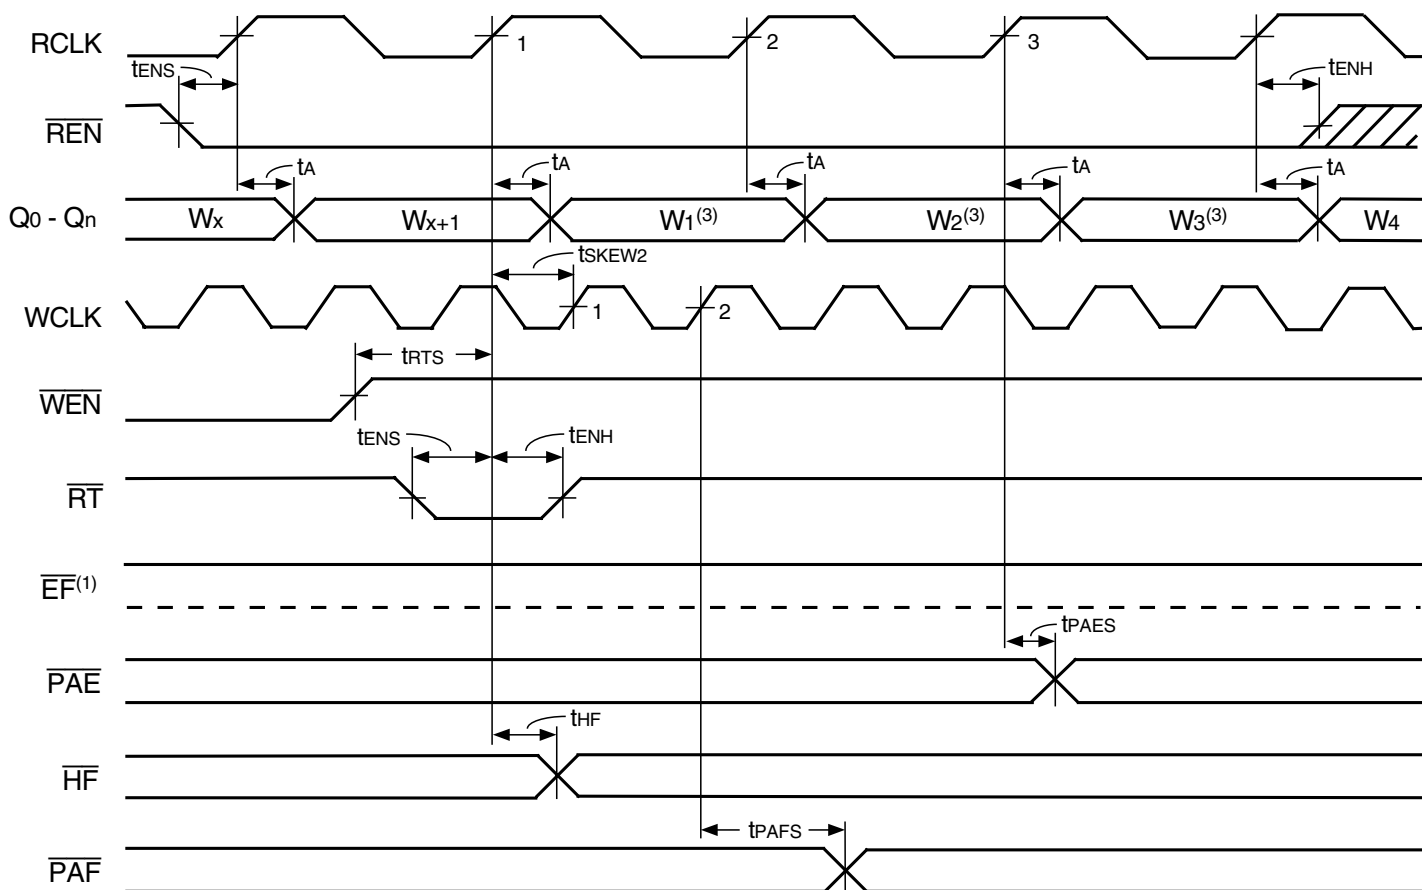 RCLK 1 2 3
tENS tENH
REN
tA tA tA tA tA
Q0 - Qn Wx Wx+1 W1(3) W2(3) W3(3) W4
tSKEW2
WCLK 1 2
tRTS
WEN
tENS tENH
RT
EF(1)
tPAES
PAE
tHF
HF
tPAFS
PAF